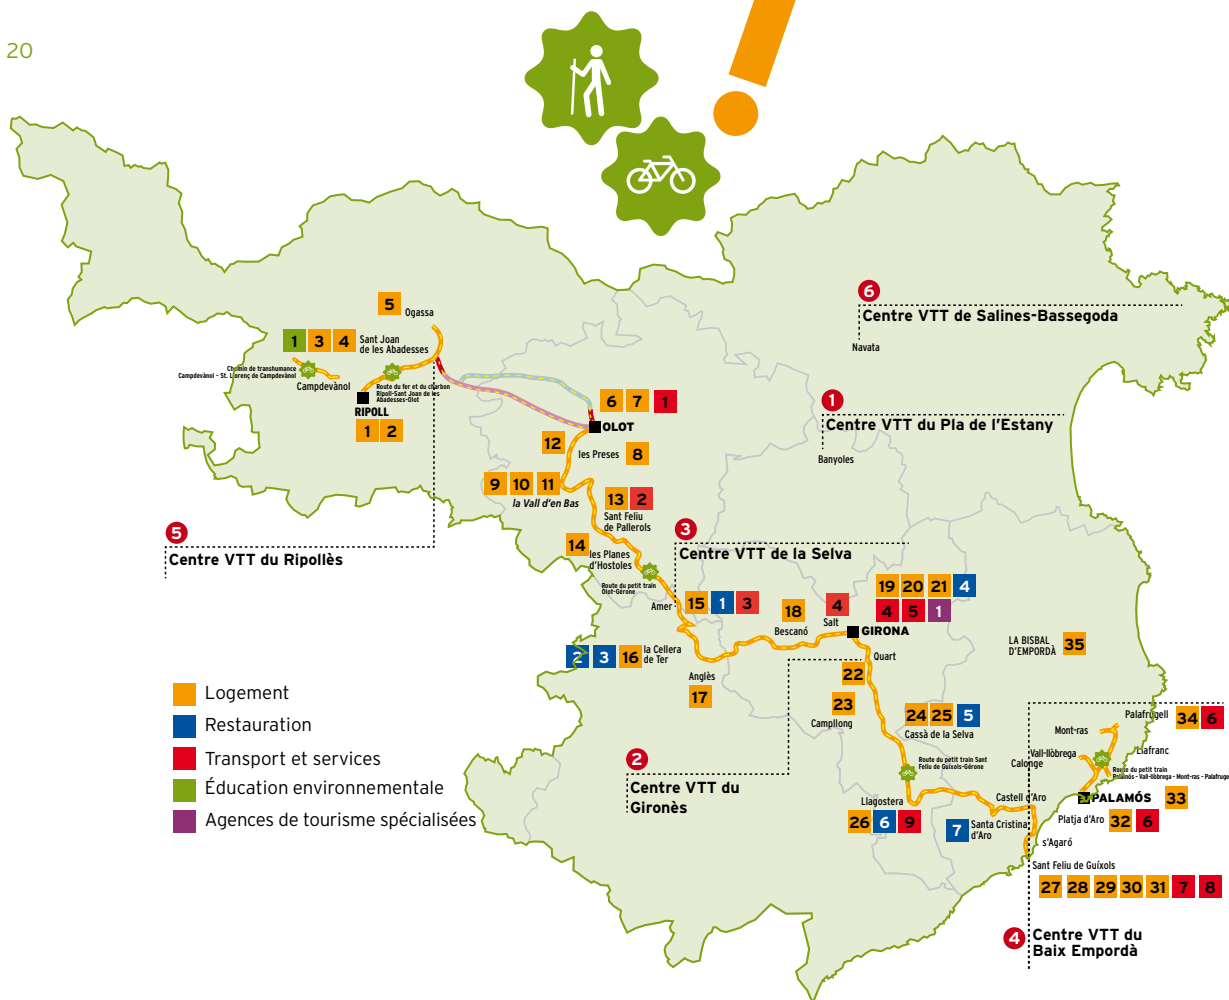 20
6
Centre VTT de Salines-Bassegoda
Navata
5
Ogassa
1 3 4
Sant Joan
de les Abadesses
Chemin de transhumance
Campdevànol - St. Llorenç de Campdevànol
Campdevànol
Route du fer et du charbon
Ripoll-Sant Joan de les
Abadesses-Olot
RIPOLL
1 2
6 7 1
OLOT
1
Centre VTT du Pla de l'Estany
Banyoles
12
les Preses
8
9 10 11
la Vall d'en Bas
13 2
Sant Feliu
de Pallerols
5
Centre VTT du Ripollès
3
Centre VTT de la Selva
14
les Planes
d'Hostoles
Route du petit train
Olot-Gérone
Amer
15 1 3
18
Bescanó
4
Salt
19 20 21 4
4 5 1
GIRONA
LA BISBAL
D'EMPORDÀ
35
2 3 16
la Cellera
de Ter
Quart
22
Anglès
17
23
Campllong
24 25 5
Cassà de la Selva
Palafrugell
34 6
Mont-ras
Llafranc
Vall-llòbrega
Calonge
Route du petit train
Palamós - Vall-llòbrega - Mont-ras - Palafruge
Logement
Restauration
Transport et services
Éducation environnementale
Agences de tourisme spécialisées
2
Centre VTT du
Gironès
Route du petit train Sant
Feliu de Guíxols-Gérone
Llagostera
26 6 9
Castell d'Aro
PALAMÓS
33
Platja d'Aro
32 6
7
Santa Cristina
d'Aro
s'Agaró
Sant Feliu de Guíxols
27 28 29 30 31 7 8
4
Centre VTT du
Baix Empordà